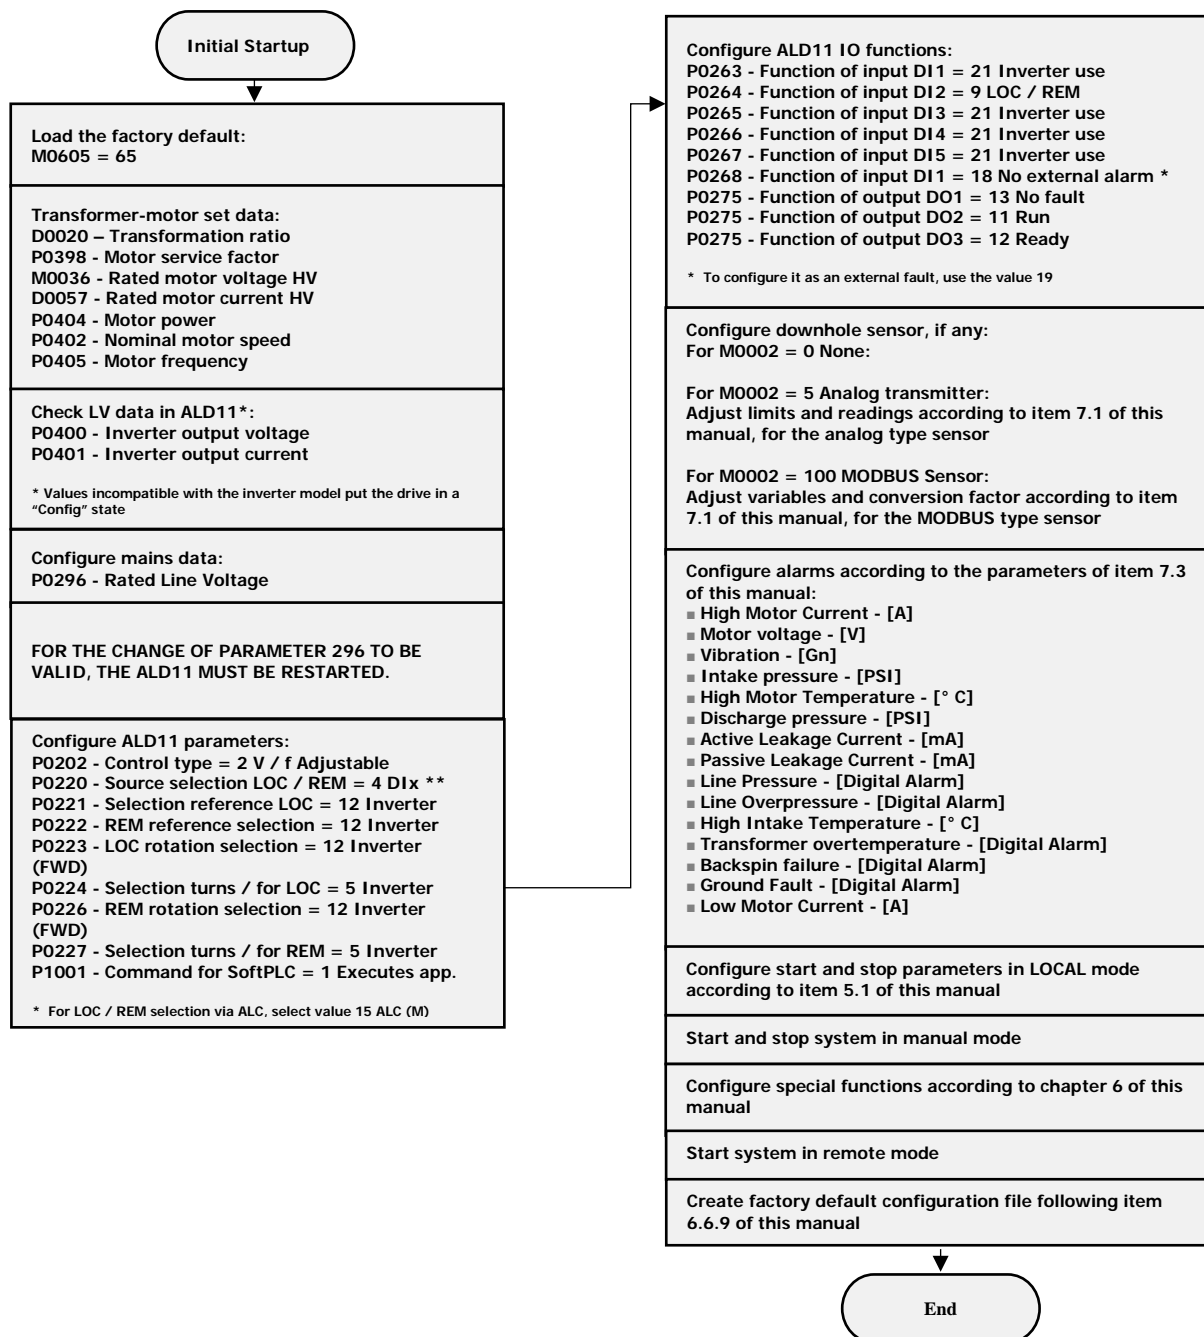 Initial Startup
Load the factory default:
M0605 = 65
Transformer-motor set data:
D0020 – Transformation ratio
P0398 - Motor service factor
M0036 - Rated motor voltage HV
D0057 - Rated motor current HV
P0404 - Motor power
P0402 - Nominal motor speed
P0405 - Motor frequency
Check LV data in ALD11*:
P0400 - Inverter output voltage
P0401 - Inverter output current
* Values incompatible with the inverter model put the drive in a
“Config” state
Configure mains data:
P0296 - Rated Line Voltage
FOR THE CHANGE OF PARAMETER 296 TO BE
VALID, THE ALD11 MUST BE RESTARTED.
Configure ALD11 parameters:
P0202 - Control type = 2 V / f Adjustable
P0220 - Source selection LOC / REM = 4 DIx **
P0221 - Selection reference LOC = 12 Inverter
P0222 - REM reference selection = 12 Inverter
P0223 - LOC rotation selection = 12 Inverter
(FWD)
P0224 - Selection turns / for LOC = 5 Inverter
P0226 - REM rotation selection = 12 Inverter
(FWD)
P0227 - Selection turns / for REM = 5 Inverter
P1001 - Command for SoftPLC = 1 Executes app.
* For LOC / REM selection via ALC, select value 15 ALC (M)
Configure ALD11 IO functions:
P0263 - Function of input DI1 = 21 Inverter use
P0264 - Function of input DI2 = 9 LOC / REM
P0265 - Function of input DI3 = 21 Inverter use
P0266 - Function of input DI4 = 21 Inverter use
P0267 - Function of input DI5 = 21 Inverter use
P0268 - Function of input DI1 = 18 No external alarm *
P0275 - Function of output DO1 = 13 No fault
P0275 - Function of output DO2 = 11 Run
P0275 - Function of output DO3 = 12 Ready
* To configure it as an external fault, use the value 19
Configure downhole sensor, if any:
For M0002 = 0 None:
For M0002 = 5 Analog transmitter:
Adjust limits and readings according to item 7.1 of this
manual, for the analog type sensor
For M0002 = 100 MODBUS Sensor:
Adjust variables and conversion factor according to item
7.1 of this manual, for the MODBUS type sensor
Configure alarms according to the parameters of item 7.3
of this manual:
■ High Motor Current - [A]
■ Motor voltage - [V]
■ Vibration - [Gn]
■ Intake pressure - [PSI]
■ High Motor Temperature - [° C]
■ Discharge pressure - [PSI]
■ Active Leakage Current - [mA]
■ Passive Leakage Current - [mA]
■ Line Pressure - [Digital Alarm]
■ Line Overpressure - [Digital Alarm]
■ High Intake Temperature - [° C]
■ Transformer overtemperature - [Digital Alarm]
■ Backspin failure - [Digital Alarm]
■ Ground Fault - [Digital Alarm]
■ Low Motor Current - [A]
Configure start and stop parameters in LOCAL mode
according to item 5.1 of this manual
Start and stop system in manual mode
Configure special functions according to chapter 6 of this
manual
Start system in remote mode
Create factory default configuration file following item
6.6.9 of this manual
End